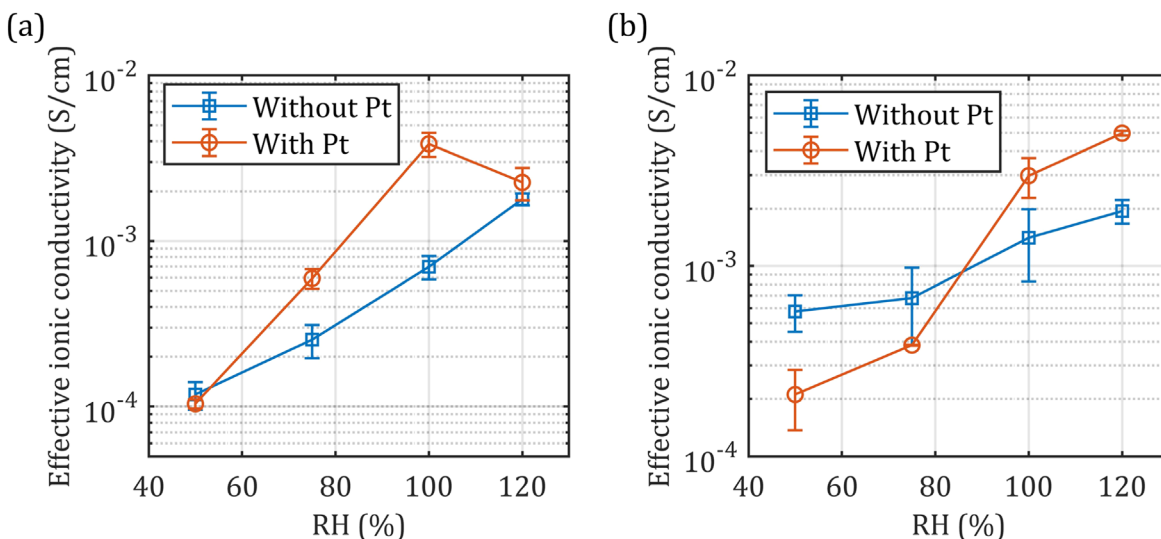 (a)
Effective ionic conductivity (S/cm)
10-2
10-3
10-4
Without Pt
With Pt
40 60 80 100 120
RH (%)
(b)
Effective ionic conductivity (S/cm)
10-2
10-3
10-4
Without Pt
With Pt
40 60 80 100 120
RH (%)